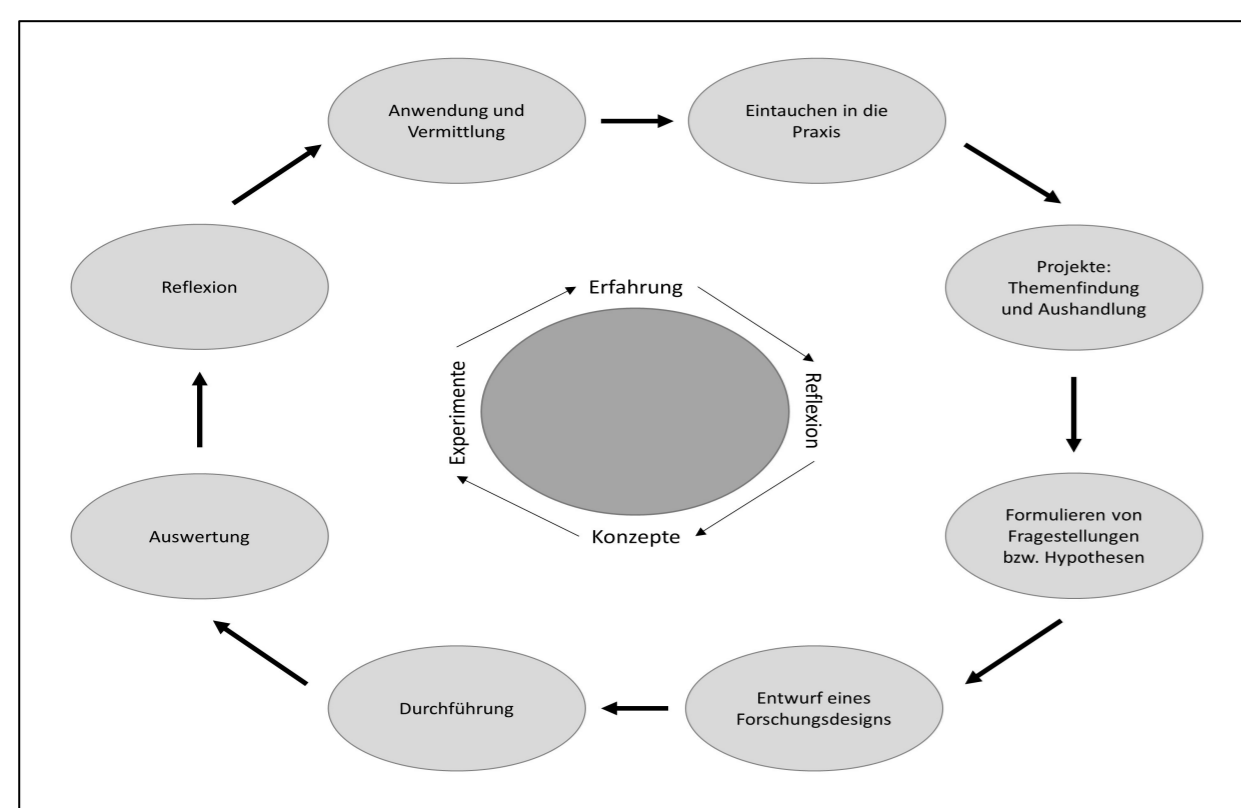 Anwendung und
Vermittlung
Eintauchen in die
Praxis
Projekte:
Themenfindung
und Aushandlung
Formulieren von
Fragestellungen
bzw. Hypothesen
Entwurf eines
Forschungsdesigns
Durchführung
Auswertung
Reflexion
Erfahrung
Reflexion
Konzepte
Experimente